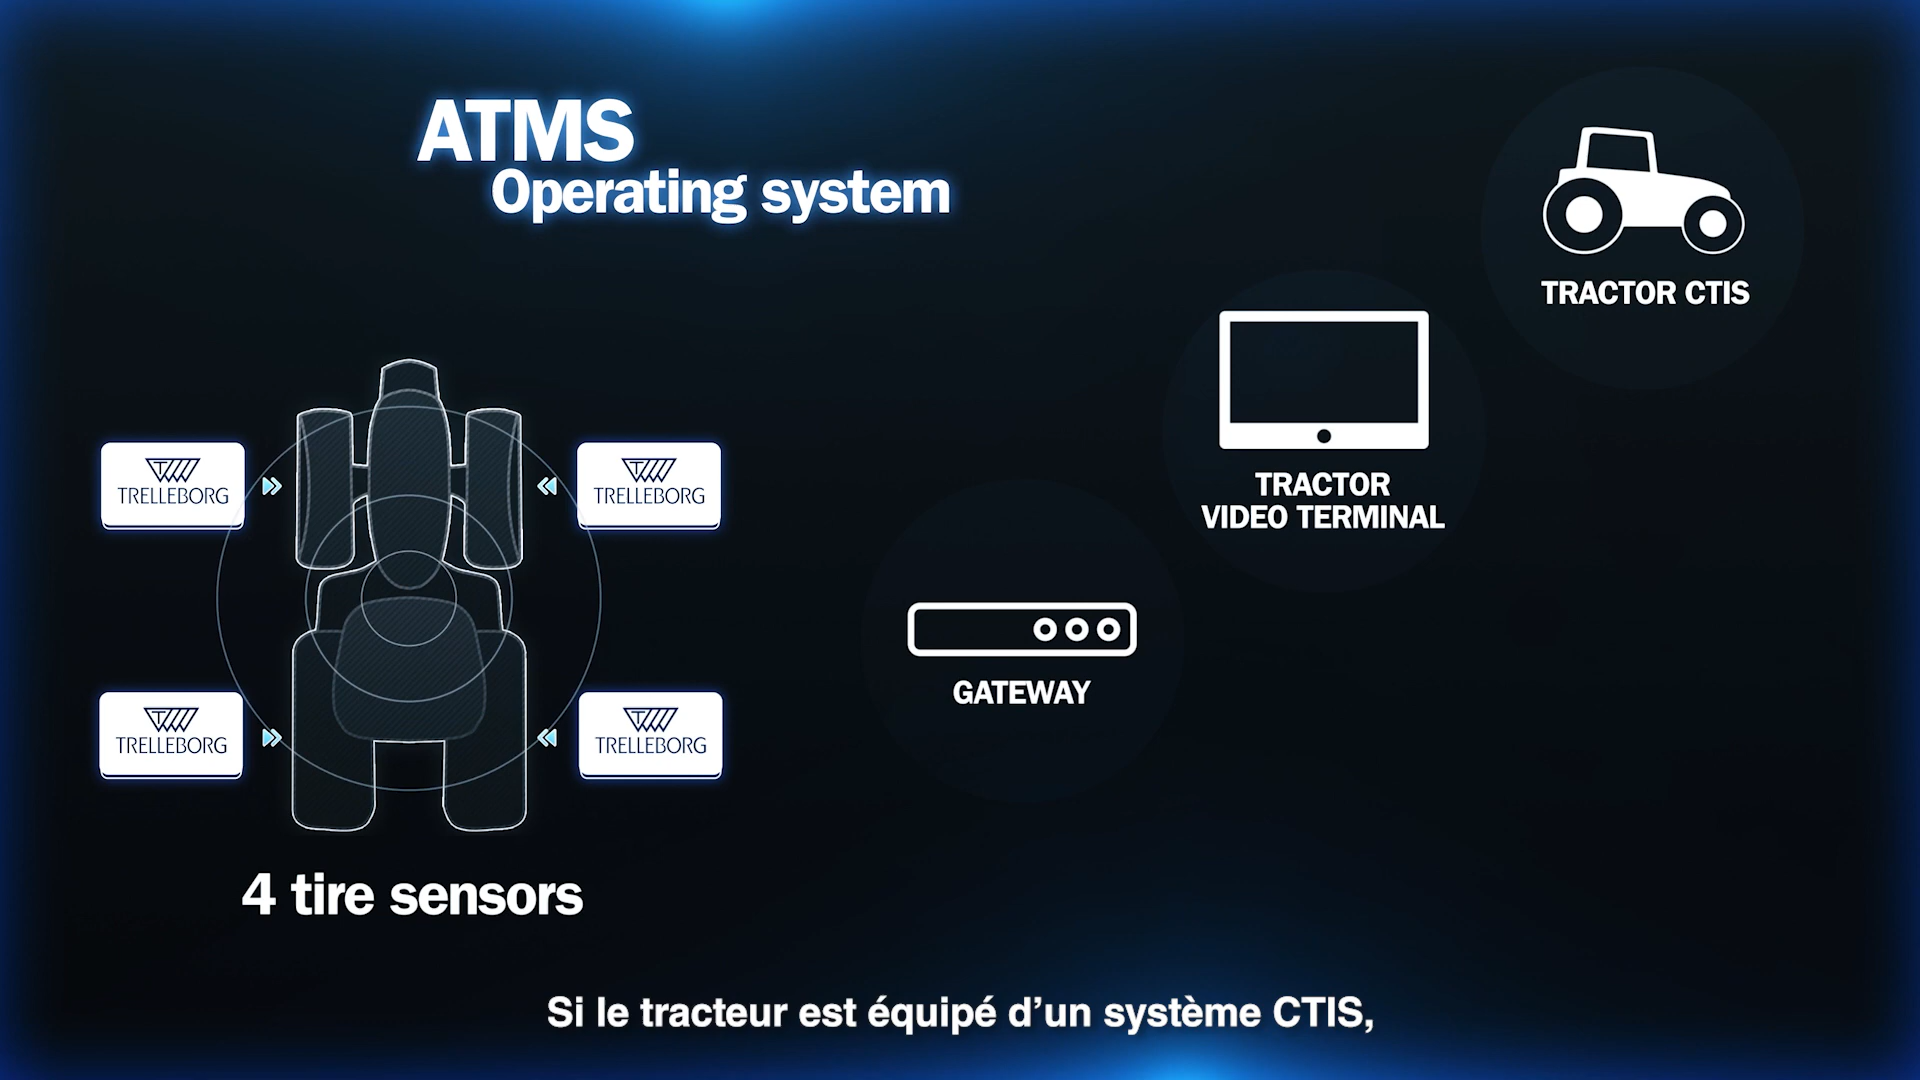 ATMS
Operating system
TRACTOR CTIS
TRACTOR
VIDEO TERMINAL
TRELLEBORG
TRELLEBORG
GATEWAY
TRELLEBORG
TRELLEBORG
4 tire sensors
Si le tracteur est équipé d’un système CTIS,